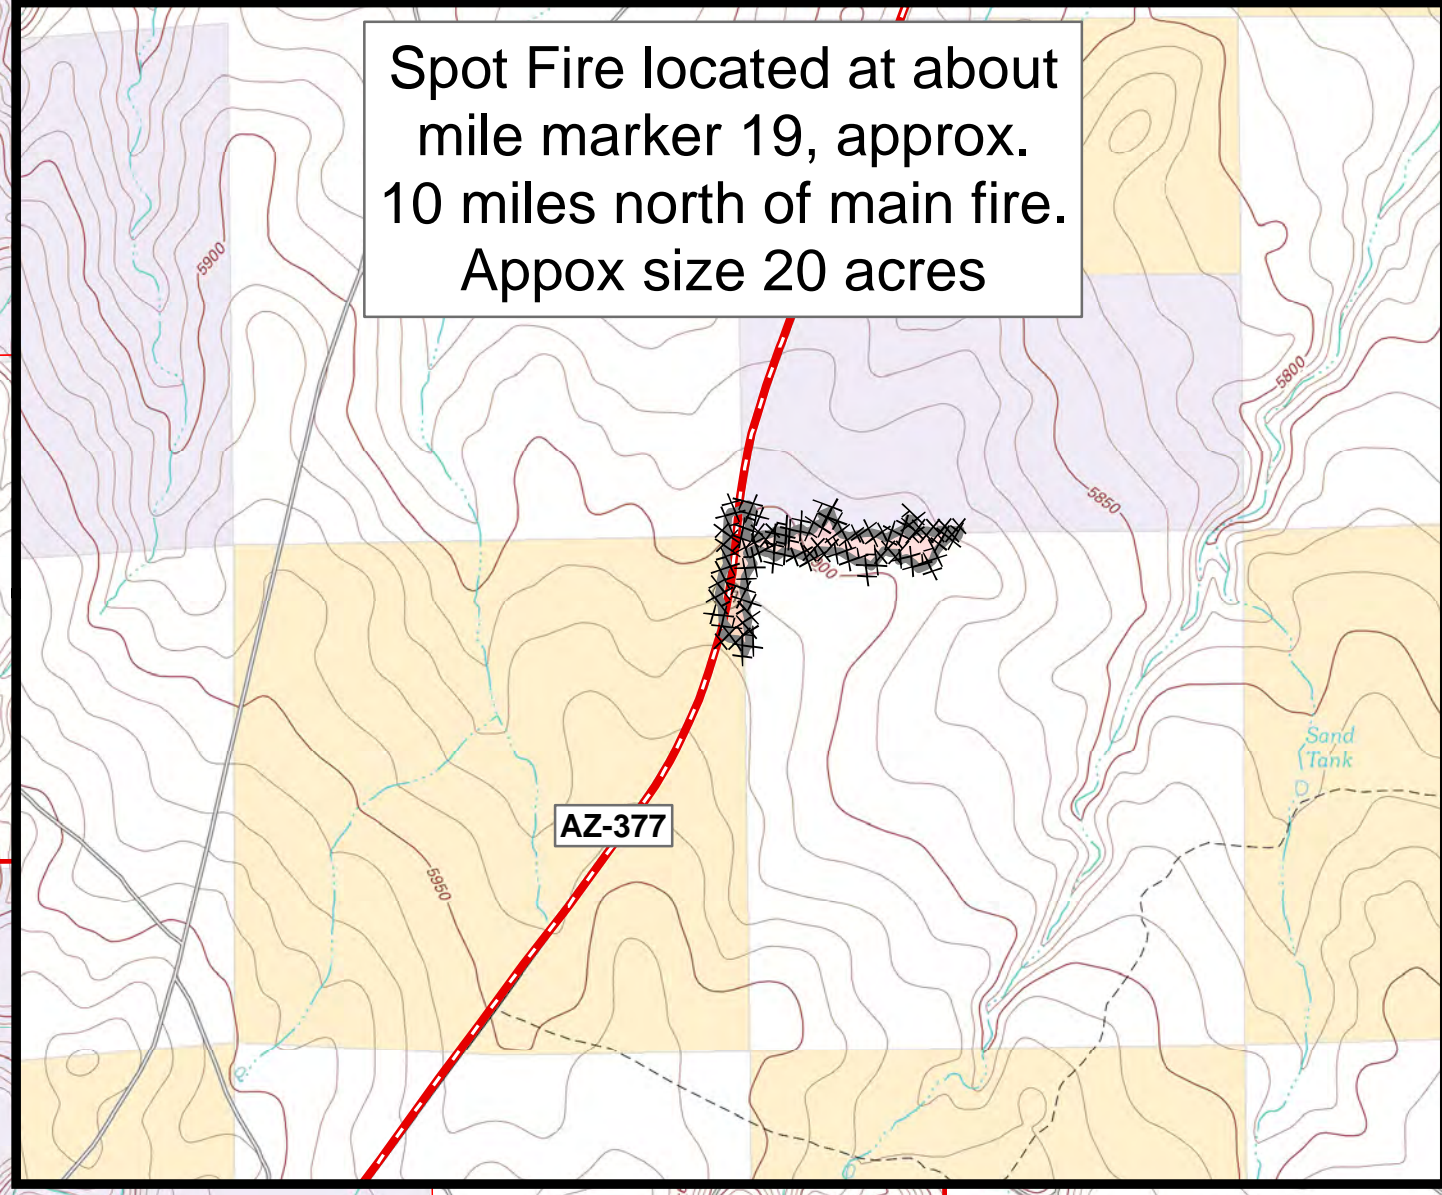 Spot Fire located at about
mile marker 19, approx.
10 miles north of main fire.
Appox size 20 acres
5900
5800
5850
900
Sand
Tank
AZ-377
5950